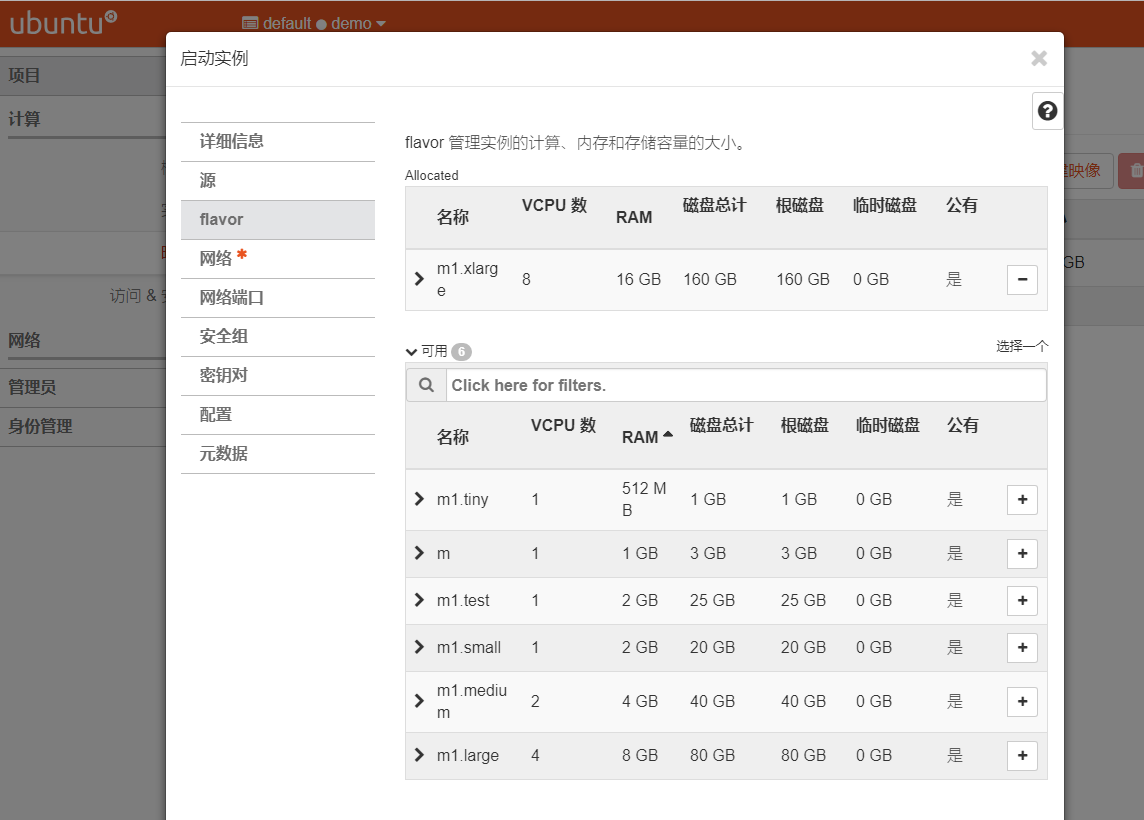 ubuntu
default demo
启动实例
项目
计算
详细信息
源
flavor
网络 *
网络端口
安全组
密钥对
配置
元数据
访问 &
网络
管理员
身份管理
映像
GB
flavor 管理实例的计算、内存和存储容量的大小。
Allocated
名称 VCPU 数 RAM 磁盘总计 根磁盘 临时磁盘 公有
m1.xlarg
e 8 16 GB 160 GB 160 GB 0 GB 是
可用 6 选择一个
Click here for filters.
名称 VCPU 数 RAM 磁盘总计 根磁盘 临时磁盘 公有
m1.tiny 1 512 M
B 1 GB 1 GB 0 GB 是
m 1 1 GB 3 GB 3 GB 0 GB 是
m1.test 1 2 GB 25 GB 25 GB 0 GB 是
m1.small 1 2 GB 20 GB 20 GB 0 GB 是
m1.mediu
m 2 4 GB 40 GB 40 GB 0 GB 是
m1.large 4 8 GB 80 GB 80 GB 0 GB 是